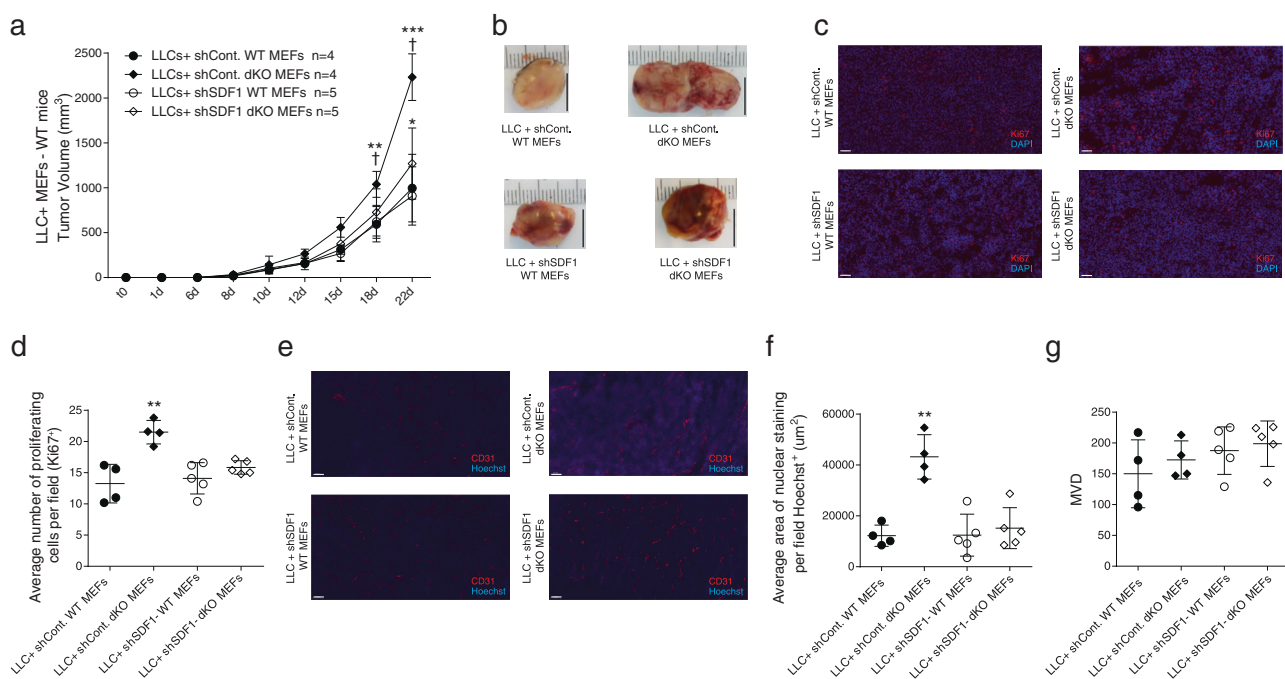 a
LLC+ MEFs - WT mice
Tumor Volume (mm³)
2500
2000
1500
1000
500
0
t0
1d
6d
8d
10d
12d
15d
18d
22d
LLCs+ shCont. WT MEFs n=4
LLCs+ shCont. dKO MEFs n=4
LLCs+ shSDF1 WT MEFs n=5
LLCs+ shSDF1 dKO MEFs n=5
**
†
***
†
*
b
LLC + shCont.
WT MEFs
LLC + shCont.
dKO MEFs
LLC + shSDF1
WT MEFs
LLC + shSDF1
dKO MEFs
c
LLC + shCont.
WT MEFs
Ki67
DAPI
LLC + shCont.
dKO MEFs
Ki67
DAPI
LLC + shSDF1
WT MEFs
Ki67
DAPI
LLC + shSDF1
dKO MEFs
Ki67
DAPI
d
Average number of proliferating
cells per field (Ki67⁺)
25
20
15
10
5
0
**
LLC+ shCont. WT MEFs
LLC+ shCont. dKO MEFs
LLC+ shSDF1- WT MEFs
LLC+ shSDF1- dKO MEFs
e
LLC + shCont.
WT MEFs
CD31
Hoechst
LLC + shCont.
dKO MEFs
CD31
Hoechst
LLC + shSDF1
WT MEFs
CD31
Hoechst
LLC + shSDF1
dKO MEFs
CD31
Hoechst
f
Average area of nuclear staining
per field Hoechst⁺ (um²)
60000
40000
20000
0
**
LLC+ shCont. WT MEFs
LLC+ shCont. dKO MEFs
LLC+ shSDF1- WT MEFs
LLC+ shSDF1- dKO MEFs
g
MVD
250
200
150
100
50
0
LLC+ shCont. WT MEFs
LLC+ shCont. dKO MEFs
LLC+ shSDF1- WT MEFs
LLC+ shSDF1- dKO MEFs